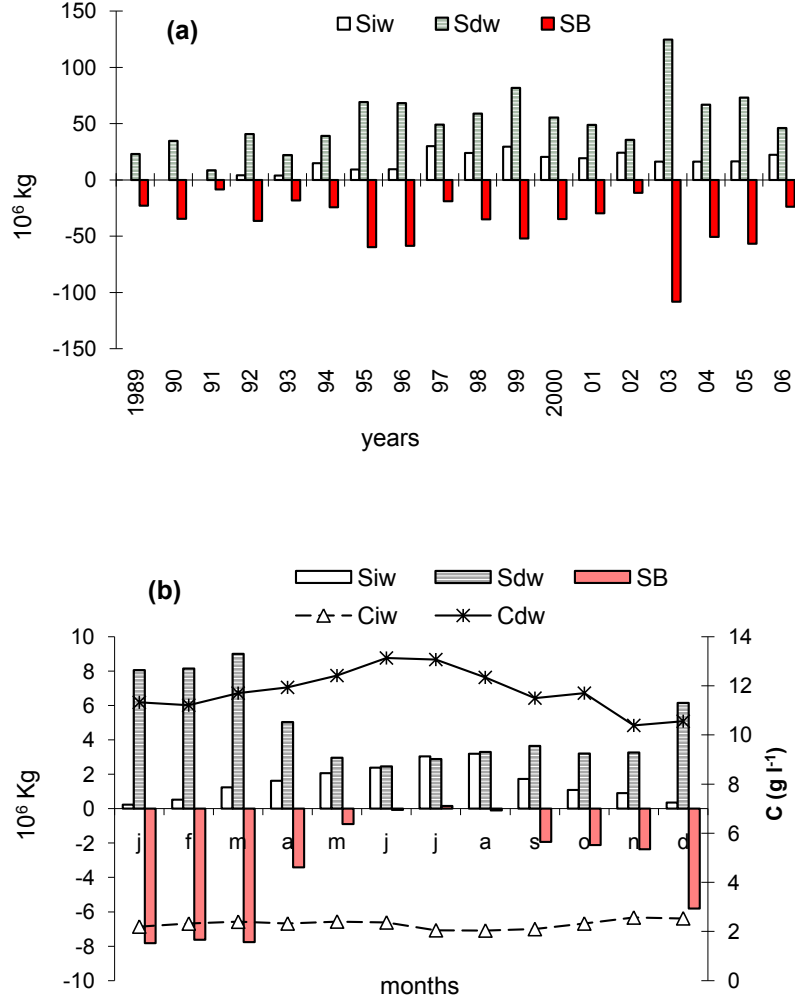 (a)
Siw Sdw SB
150
100
50
0
-50
-100
-150
10⁶ kg
1989 90 91 92 93 94 95 96 97 98 99 2000 01 02 03 04 05 06
years
(b)
Siw Sdw SB
Ciw Cdw
10
8
6
4
2
0
-2
-4
-6
-8
-10
10⁶ Kg
j f m a m j j a s o n d
14
12
10
8
6
4
2
0
C (g l⁻¹)
months